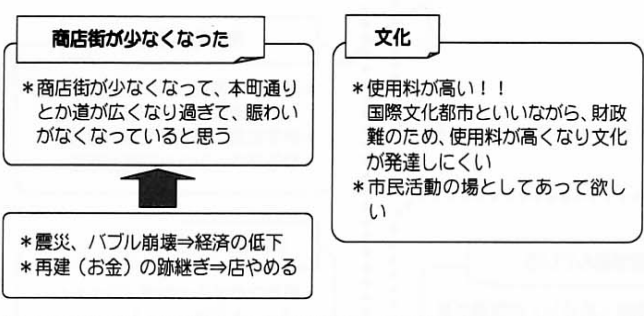 商店街が少なくなった
＊商店街が少なくなって、本町通り
とか道が広くなり過ぎて、賑わい
がなくなっていると思う
＊震災、バブル崩壊⇒経済の低下
＊再建（お金）の跡継ぎ⇒店やめる
文化
＊使用料が高い！！
国際文化都市といいながら、財政
難のため、使用料が高くなり文化
が発達しにくい
＊市民活動の場としてあって欲し
い